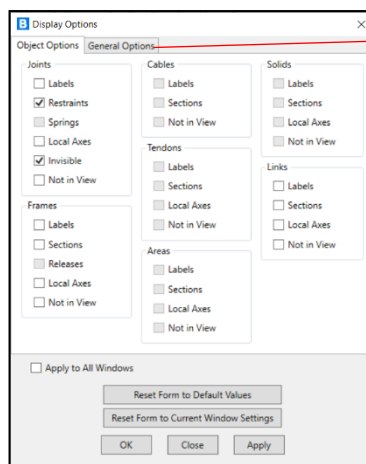 B Display Options
Object Options
General Options
Joints
Labels
Restraints
Springs
Local Axes
Invisible
Not in View
Frames
Labels
Sections
Releases
Local Axes
Not in View
Cables
Labels
Sections
Not in View
Tendons
Labels
Sections
Local Axes
Not in View
Areas
Labels
Sections
Local Axes
Not in View
Solids
Labels
Sections
Local Axes
Not in View
Links
Labels
Sections
Local Axes
Not in View
Apply to All Windows
Reset Form to Default Values
Reset Form to Current Window Settings
OK
Close
Apply